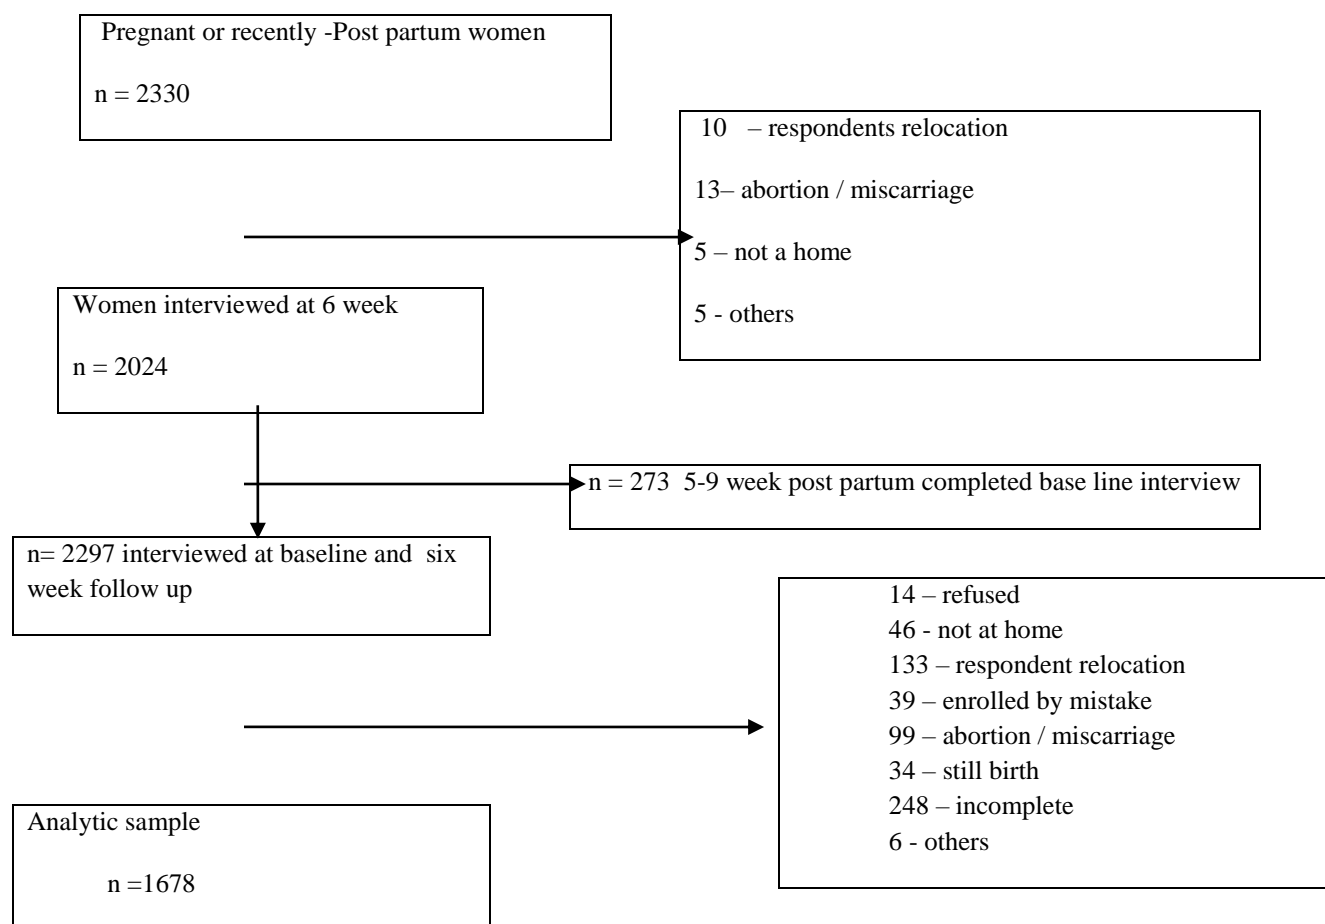 Pregnant or recently -Post partum women
n = 2330
10 – respondents relocation
13– abortion / miscarriage
5 – not a home
5 - others
Women interviewed at 6 week
n = 2024
n = 273 5-9 week post partum completed base line interview
n= 2297 interviewed at baseline and six
week follow up
14 – refused
46 - not at home
133 – respondent relocation
39 – enrolled by mistake
99 – abortion / miscarriage
34 – still birth
248 – incomplete
6 - others
Analytic sample
n =1678